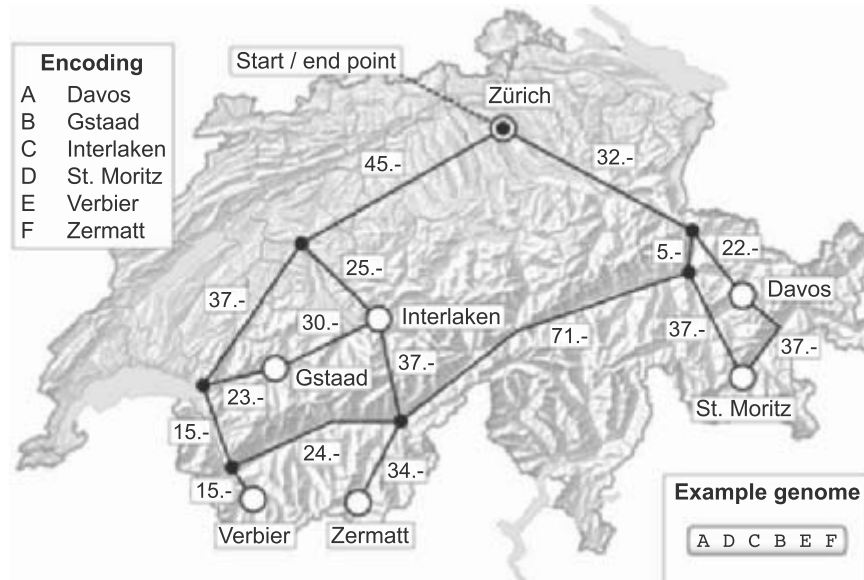 Encoding
A Davos
B Gstaad
C Interlaken
D St. Moritz
E Verbier
F Zermatt
Start / end point
Zürich
45.-
32.-
25.-
5.-
22.-
Davos
37.-
30.-
Interlaken
71.-
37.-
37.-
37.-
Gstaad
23.-
St. Moritz
15.-
24.-
34.-
15.-
Verbier
Zermatt
Example genome
A D C B E F